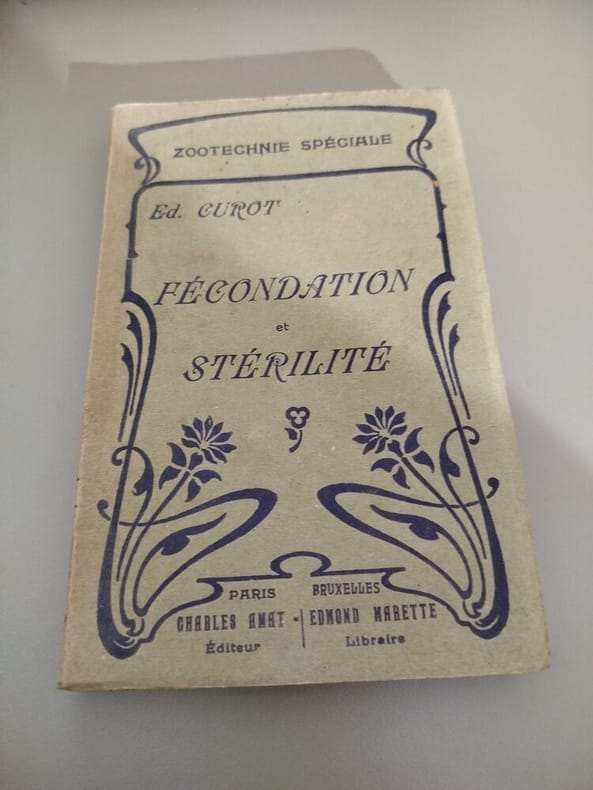 ZOOTECHNIE SPÉCIALE
Ed. CUROT
FÉCONDATION
et
STÉRILITÉ
PARIS BRUXELLES
CHARLES AMAT - EDMOND MARETTE
Éditeur Libraire